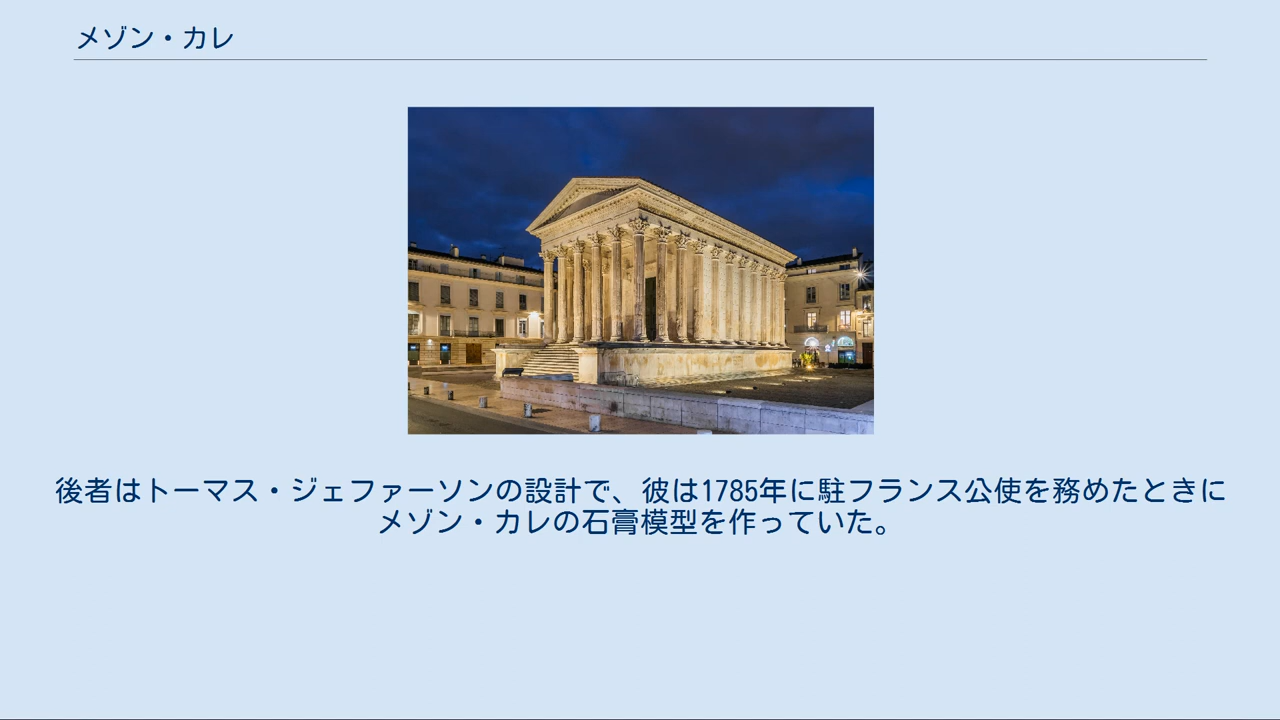 メゾン・カレ
後者はトーマス・ジェファーソンの設計で、彼は1785年に駐フランス公使を務めたときに
メゾン・カレの石膏模型を作っていた。